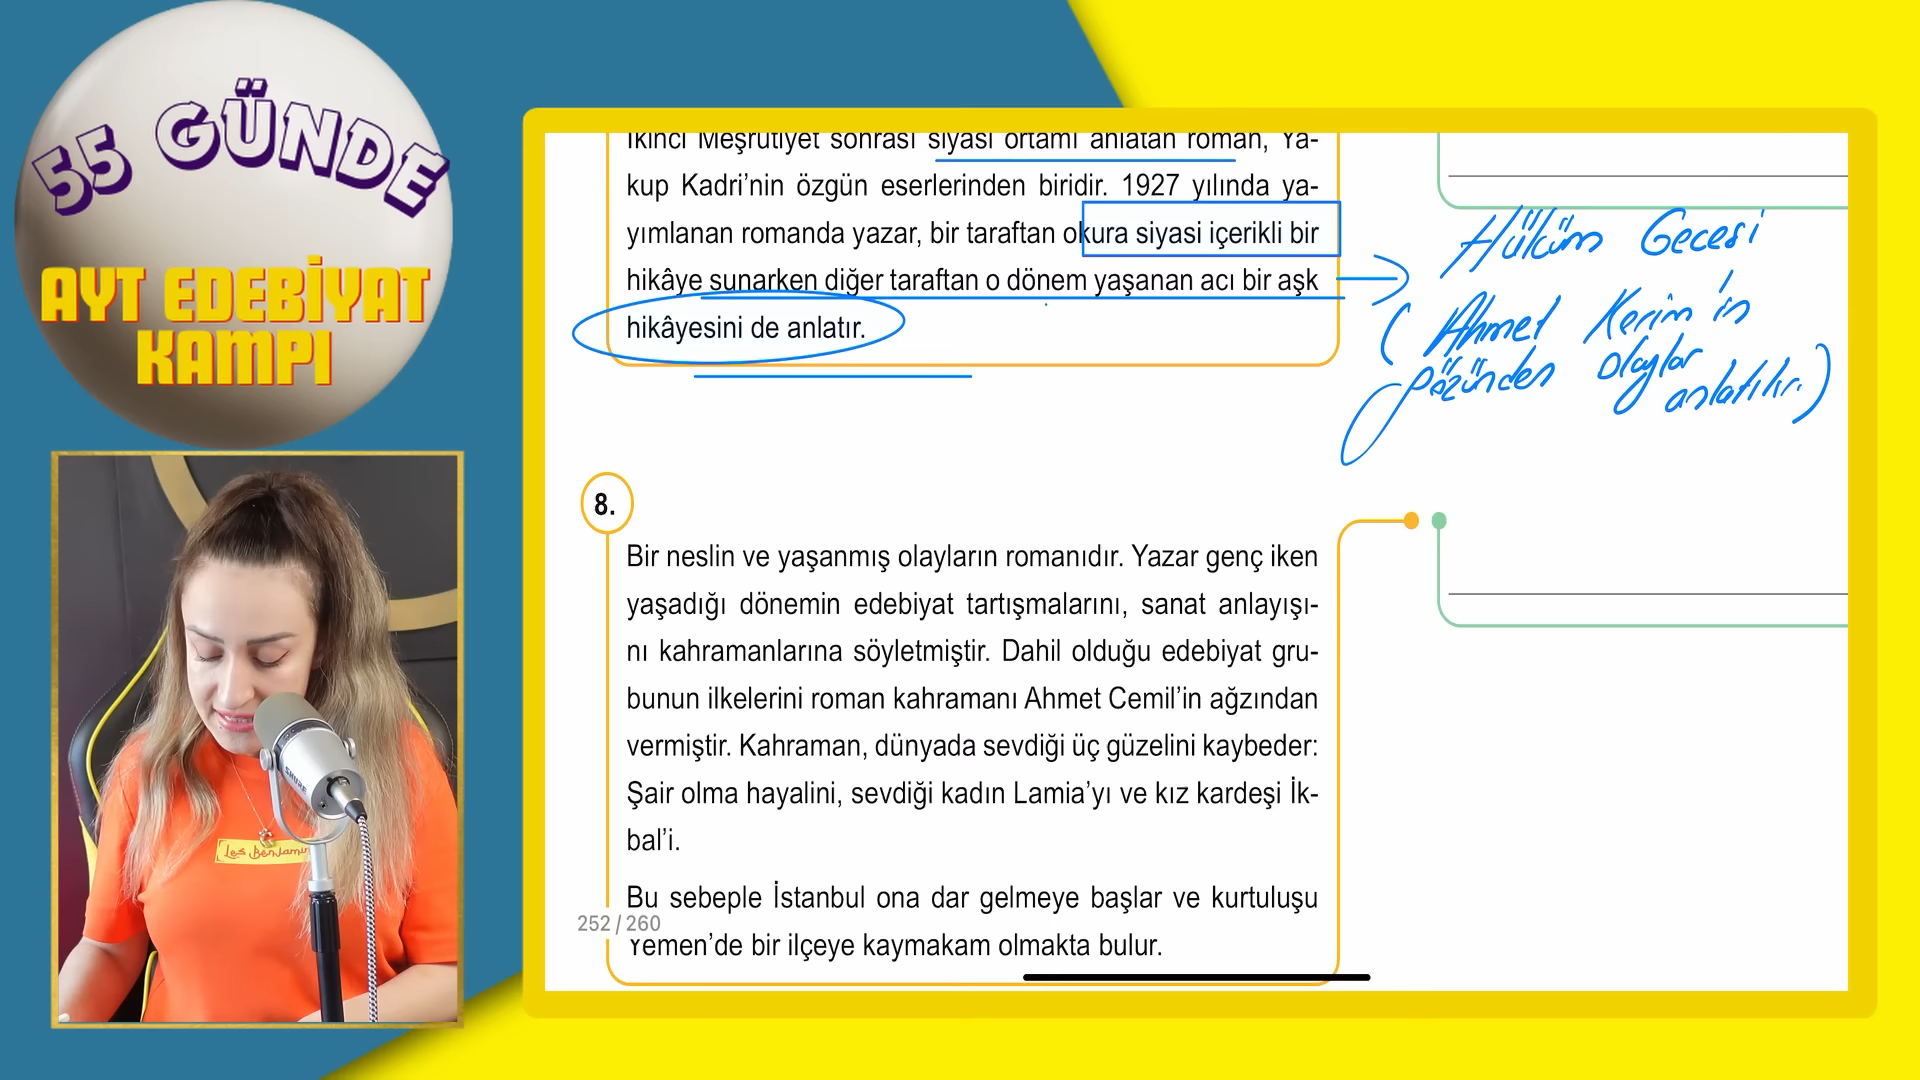 55 GÜNDE
AYT EDEBİYAT
KAMPI
İkinci Meşrutiyet sonrası siyasi ortamı anlatan roman, Ya-
kup Kadri’nin özgün eserlerinden biridir. 1927 yılında ya-
yımlanan romanda yazar, bir taraftan okura siyasi içerikli bir
hikâye sunarken diğer taraftan o dönem yaşanan acı bir aşk
hikâyesini de anlatır.
Hüküm Gecesi
( Ahmet Kerim'in
gözünden olaylar
anlatılır.)
8.
Bir neslin ve yaşanmış olayların romanıdır. Yazar genç iken
yaşadığı dönemin edebiyat tartışmalarını, sanat anlayışı-
nı kahramanlarına söyletmiştir. Dahil olduğu edebiyat gru-
bunun ilkelerini roman kahramanı Ahmet Cemil’in ağzından
vermiştir. Kahraman, dünyada sevdiği üç güzelini kaybeder:
Şair olma hayalini, sevdiği kadın Lamia’yı ve kız kardeşi İk-
bal’i.
Bu sebeple İstanbul ona dar gelmeye başlar ve kurtuluşu
Yemen’de bir ilçeye kaymakam olmakta bulur.
252 / 260
SHURE
Les Benjamin